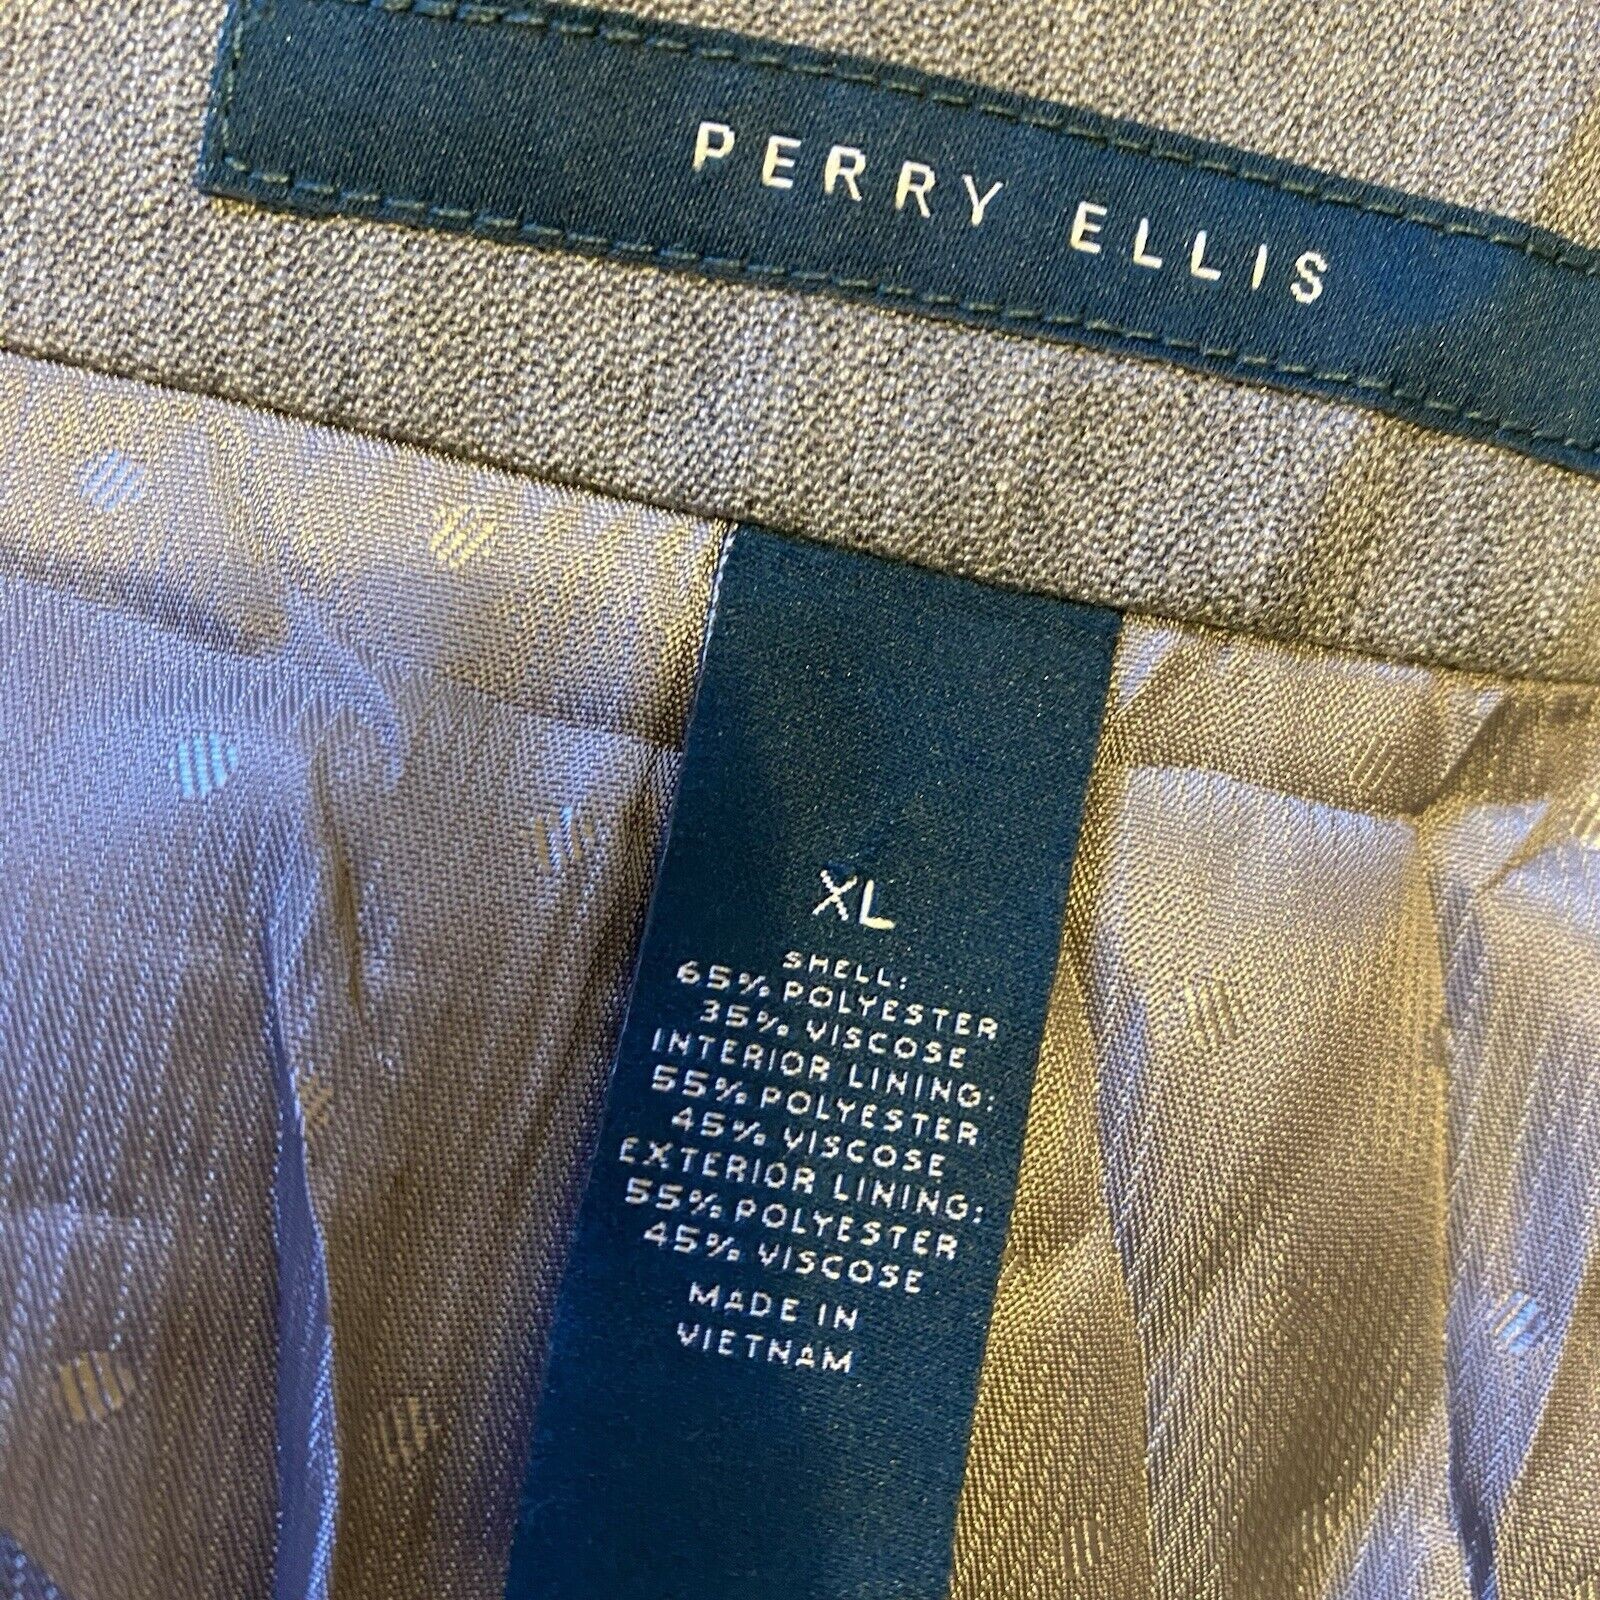 PERRY ELLIS
XL
SHELL:
65% POLYESTER
35% VISCOSE
INTERIOR LINING:
55% POLYESTER
45% VISCOSE
EXTERIOR LINING:
55% POLYESTER
45% VISCOSE
MADE IN
VIETNAM